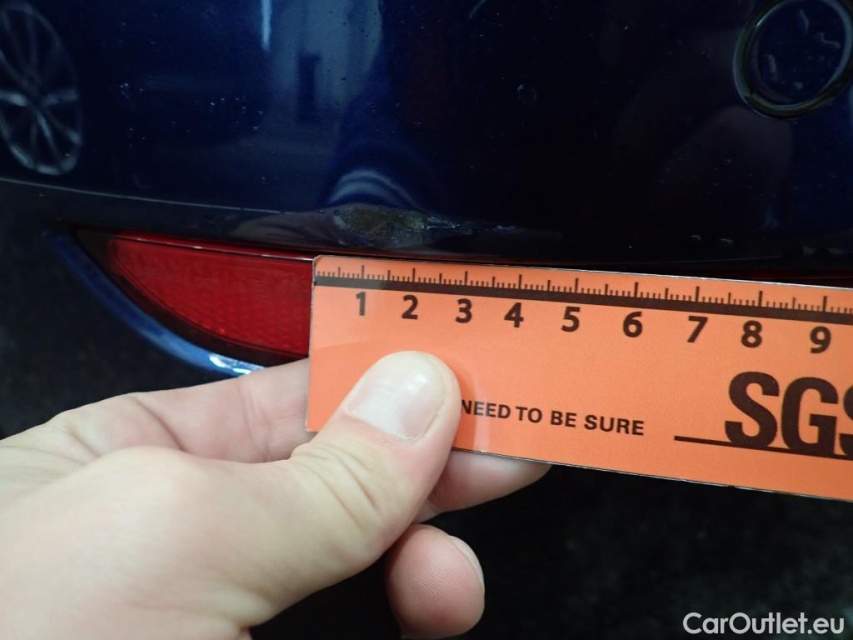 1 2 3 4 5 6 7 8 9
NEED TO BE SURE
SGS
CarOutlet.eu